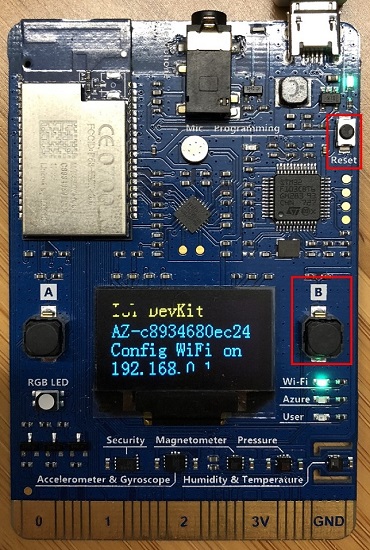 Mic
Programming
Reset
A
B
IoT DevKit
AZ-c8934680ec24
Config WiFi on
192.168.0.1
RGB LED
Wi-Fi
Azure
User
Security
Magnetometer
Pressure
Accelerometer & Gyroscope
Humidity & Temperature
0
1
2
3V
GND